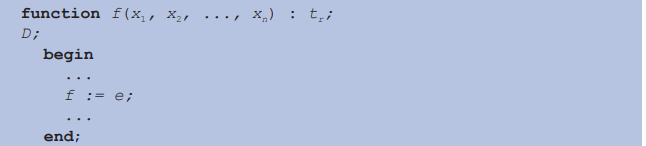 function f(x₁, x₂, ..., xₙ) : tᵣ;
D;
begin
...
f := e;
...
end;